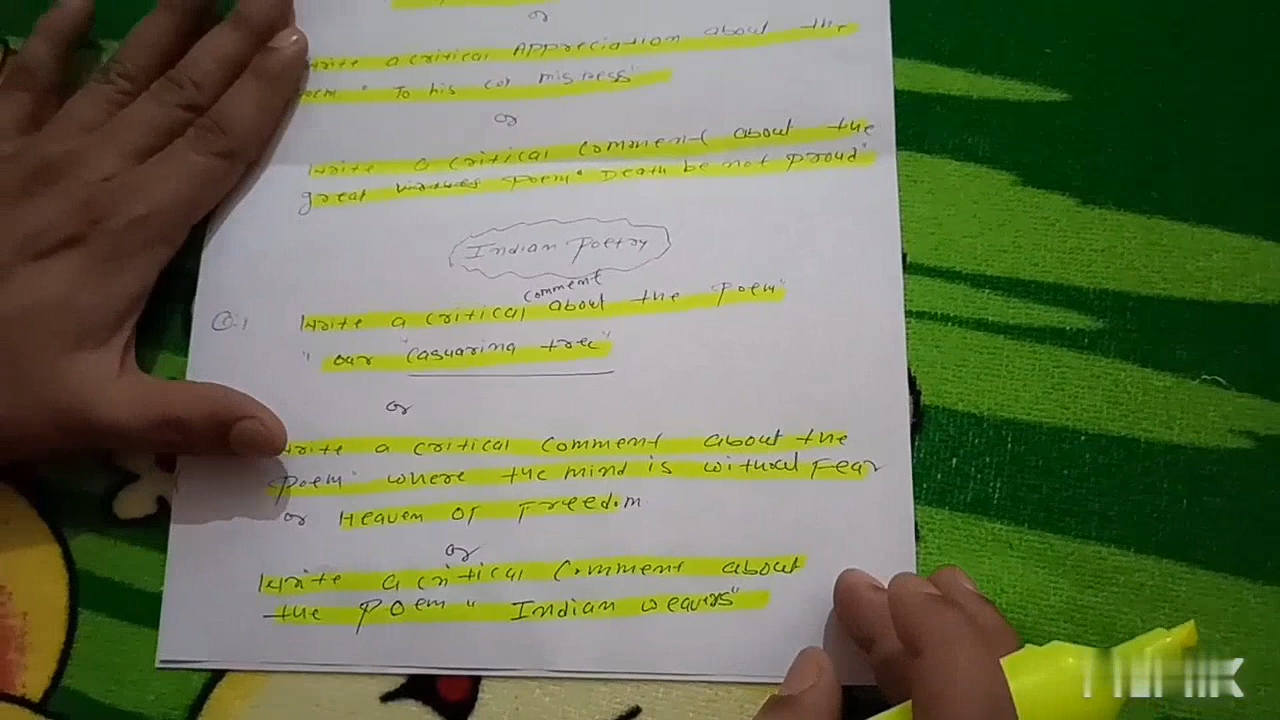 or
write a critical Appreciation about the
Poem " To his coy misress"
or
Write a critical comment about the
great Poem " Death be not proud"
Indian Poetry
comment
Q.1 Write a critical about the "Poem"
" our "Casuarina tree"
or
Write a critical comment about the
Poem" where the mind is without Fear
or Heaven OF Freedom
or
Write a critical Comment about
the Poem " Indian weavers"